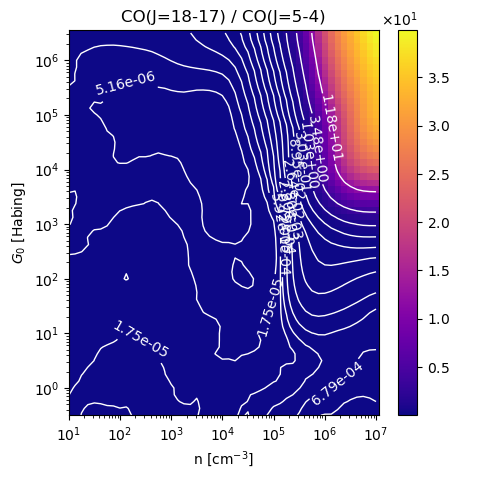 CO(J=18-17) / CO(J=5-4)
×10¹
10⁶
10⁵
10⁴
10³
10²
10¹
10⁰
G₀ [Habing]
5.16e-06
1.18e+01
3.48e+00
1.03e+00
1.75e-05
1.75e-05
6.79e-04
10¹
10²
10³
10⁴
10⁵
10⁶
10⁷
n [cm⁻³]
3.5
3.0
2.5
2.0
1.5
1.0
0.5